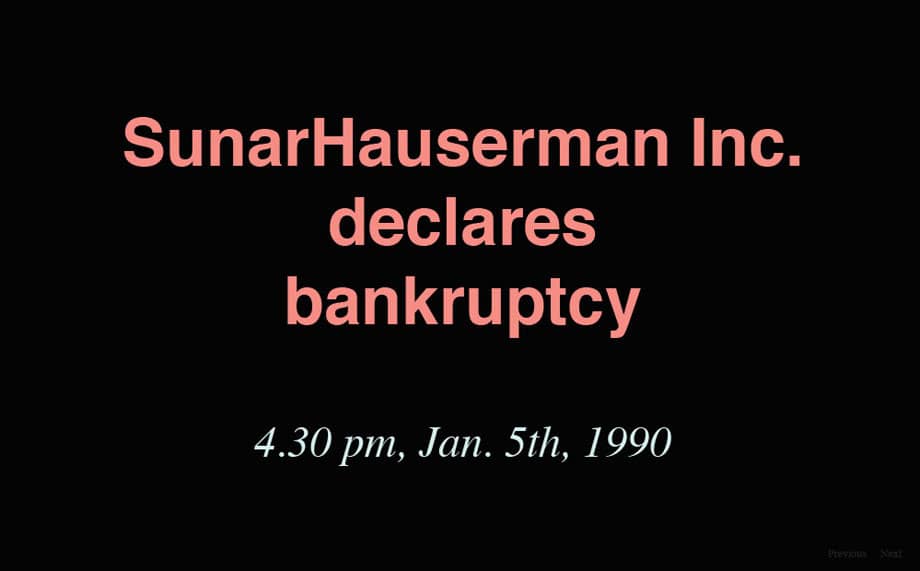 SunarHauserman Inc.
declares
bankruptcy
4.30 pm, Jan. 5th, 1990
Previous Next